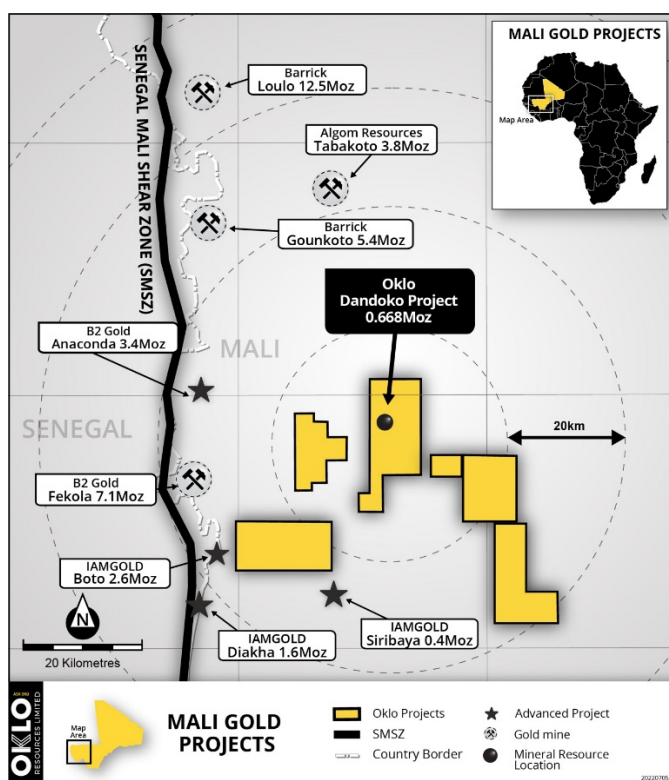 MALI GOLD PROJECTS
Map Area
SENEGAL MALI SHEAR ZONE (SMSZ)
Barrick
Loulo 12.5Moz
Algom Resources
Tabakoto 3.8Moz
Barrick
Gounkoto 5.4Moz
Oklo
Dandoko Project
0.668Moz
B2 Gold
Anaconda 3.4Moz
MALI
SENEGAL
20km
B2 Gold
Fekola 7.1Moz
IAMGOLD
Boto 2.6Moz
IAMGOLD
Siribaya 0.4Moz
IAMGOLD
Diakha 1.6Moz
N
20 Kilometres
OKLO
RESOURCES LIMITED
Map
Area
MALI GOLD
PROJECTS
Oklo Projects
SMSZ
Country Border
Advanced Project
Gold mine
Mineral Resource
Location
20220705